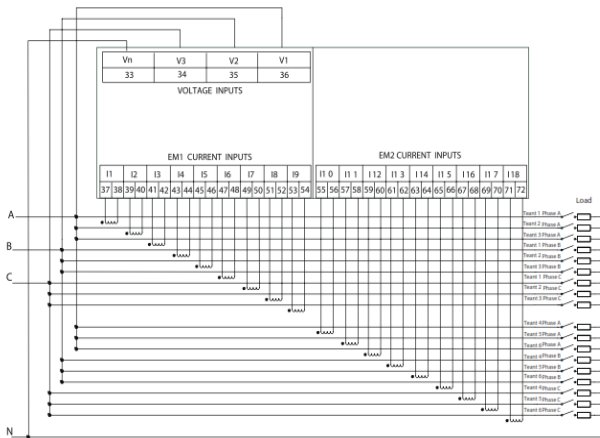 Vn V3 V2 V1
33 34 35 36
VOLTAGE INPUTS
EM1 CURRENT INPUTS
EM2 CURRENT INPUTS
I1 I2 I3 I4 I5 I6 I7 I8 I9
I1 0 I1 1 I12 I1 3 I14 I1 5 I16 I1 7 I18
37 38 39 40 41 42 43 44 45 46 47 48 49 50 51 52 53 54
55 56 57 58 59 60 61 62 63 64 65 66 67 68 69 70 71 72
Load
A
B
C
N
Teant 1 Phase A
Teant 2 Phase A
Teant 3 Phase A
Teant 1 Phase B
Teant 2 Phase B
Teant 3 Phase B
Teant 1 Phase C
Teant 2 Phase C
Teant 3 Phase C
Teant 4 Phase A
Teant 5 Phase A
Teant 6 Phase A
Teant 4 Phase B
Teant 5 Phase B
Teant 6 Phase B
Teant 4 Phase C
Teant 5 Phase C
Teant 6 Phase C